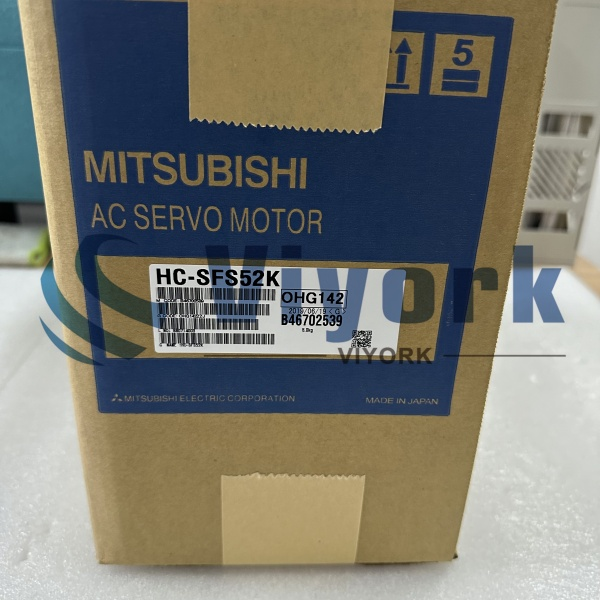 5
MITSUBISHI
AC SERVO MOTOR
HC-SFS52K
OHG142
B46702539
Viyork
VIYORK
MITSUBISHI ELECTRIC CORPORATION
MADE IN JAPAN